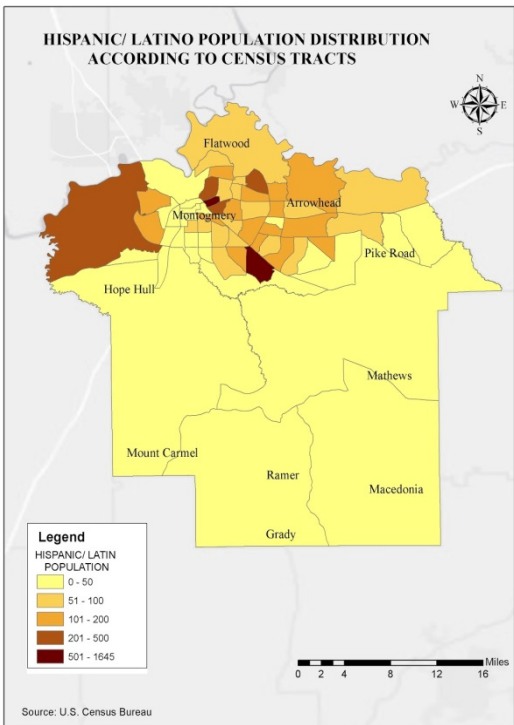 HISPANIC/ LATINO POPULATION DISTRIBUTION
ACCORDING TO CENSUS TRACTS
N
W E
S
Flatwood
Arrowhead
Montogmery
Pike Road
Hope Hull
Mathews
Mount Carmel
Ramer
Macedonia
Grady
Legend
HISPANIC/ LATIN
POPULATION
0 - 50
51 - 100
101 - 200
201 - 500
501 - 1645
Miles
0 2 4 8 12 16
Source: U.S. Census Bureau